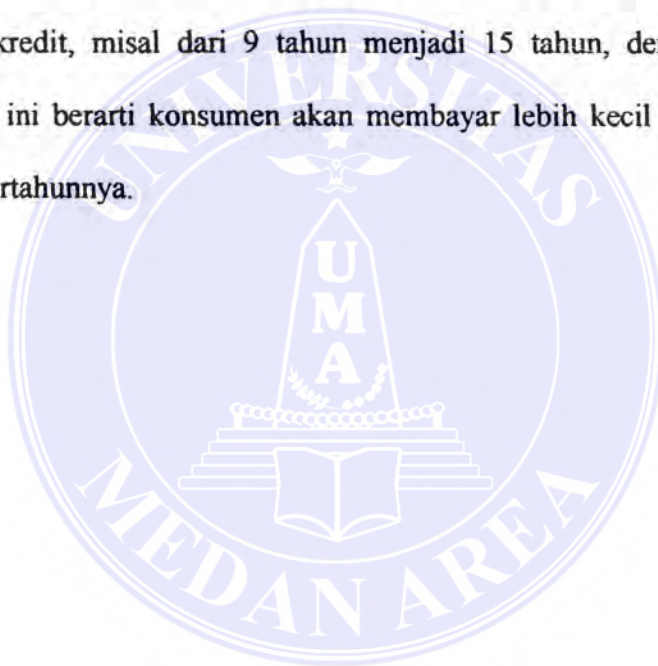 kredit, misal dari 9 tahun menjadi 15 tahun,
ini berarti konsumen akan membayar lebih kecil
rtahunnya.
UNIVERSITAS
U
M
A
MEDAN AREA